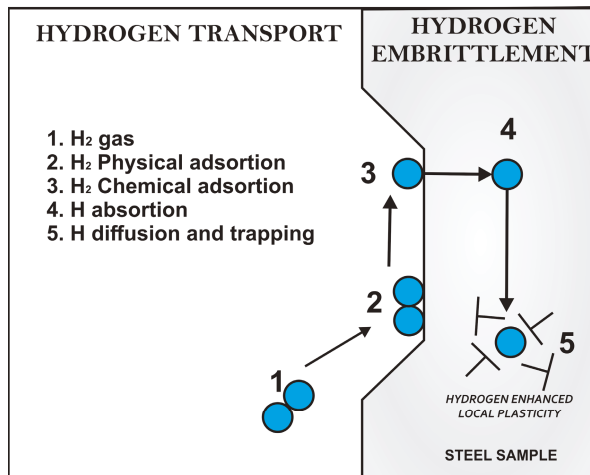 HYDROGEN TRANSPORT
HYDROGEN
EMBRITTLEMENT
1. H₂ gas
2. H₂ Physical adsortion
3. H₂ Chemical adsortion
4. H absortion
5. H diffusion and trapping
3
4
2
1
5
HYDROGEN ENHANCED
LOCAL PLASTICITY
STEEL SAMPLE